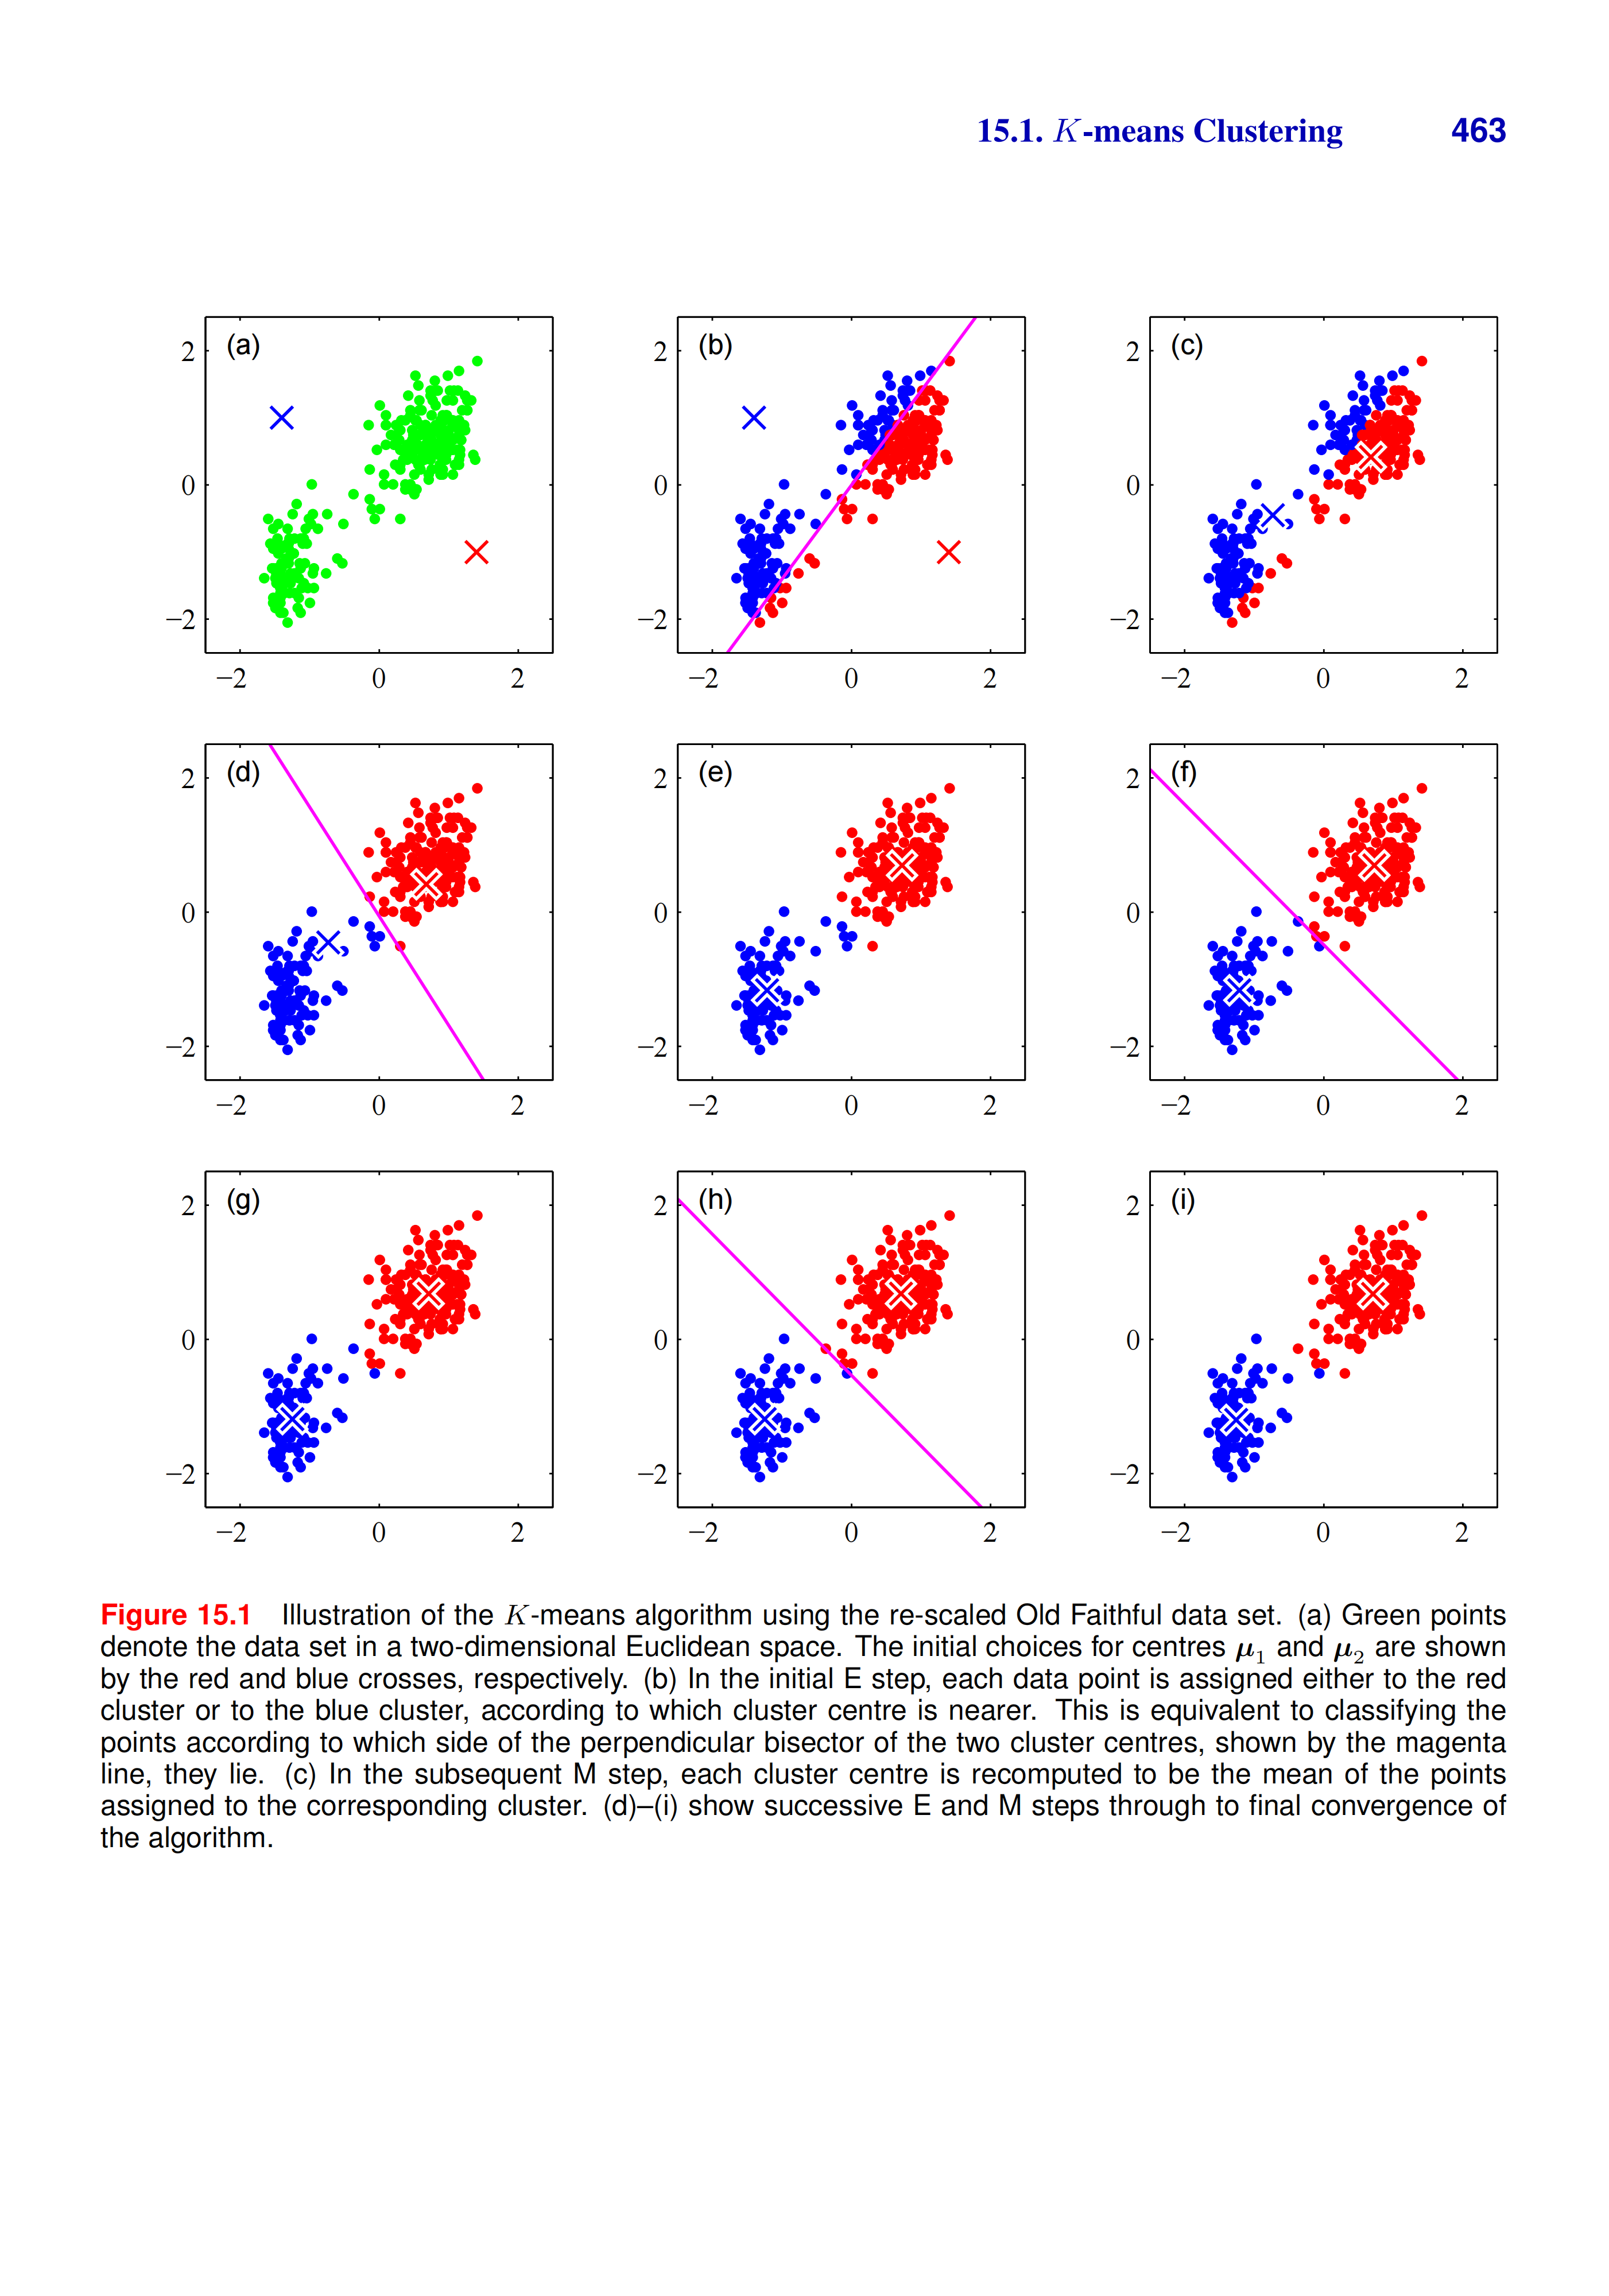 15.1. K-means Clustering 463
(a) (b) (c)
2 2 2
0 0 0
−2 −2 −2
−2 0 2 −2 0 2 −2 0 2
(d) (e) (f)
2 2 2
0 0 0
−2 −2 −2
−2 0 2 −2 0 2 −2 0 2
(g) (h) (i)
2 2 2
0 0 0
−2 −2 −2
−2 0 2 −2 0 2 −2 0 2
Figure 15.1 Illustration of the K-means algorithm using the re-scaled Old Faithful data set. (a) Green points
denote the data set in a two-dimensional Euclidean space. The initial choices for centres μ₁ and μ₂ are shown
by the red and blue crosses, respectively. (b) In the initial E step, each data point is assigned either to the red
cluster or to the blue cluster, according to which cluster centre is nearer. This is equivalent to classifying the
points according to which side of the perpendicular bisector of the two cluster centres, shown by the magenta
line, they lie. (c) In the subsequent M step, each cluster centre is recomputed to be the mean of the points
assigned to the corresponding cluster. (d)–(i) show successive E and M steps through to final convergence of
the algorithm.